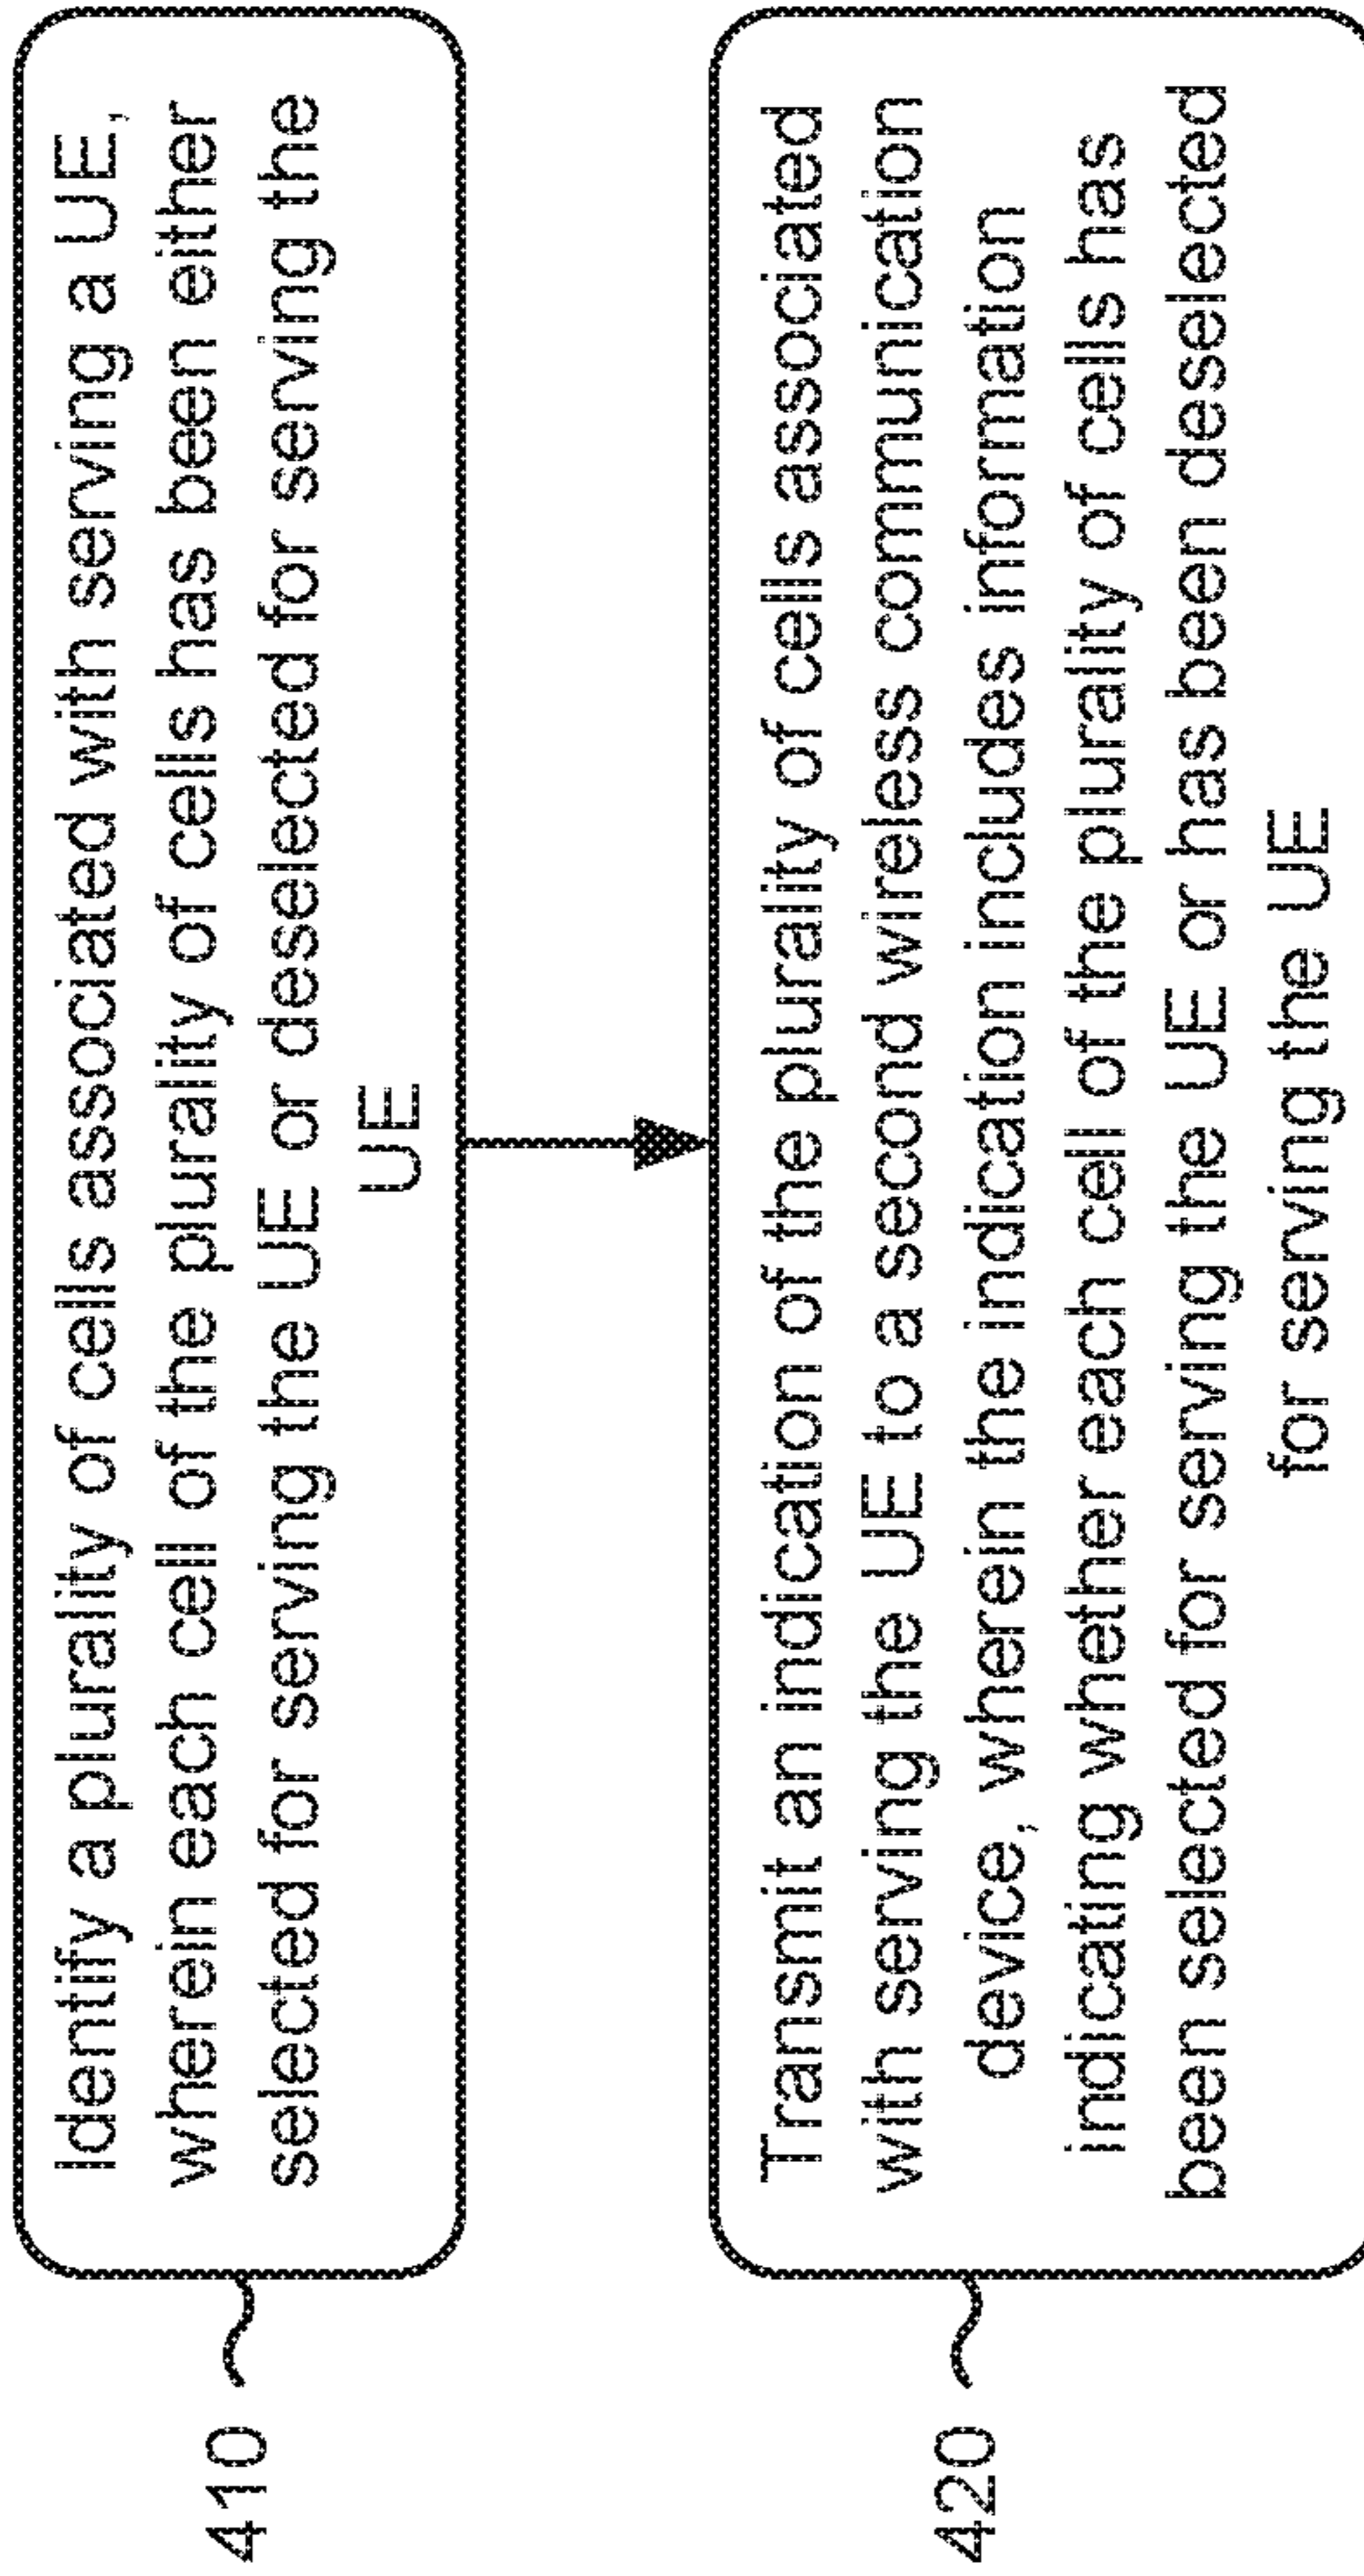 410
Identify a plurality of cells associated with serving a UE,
wherein each cell of the plurality of cells has been either
selected for serving the UE or deselected for serving the
UE
420
Transmit an indication of the plurality of cells associated
with serving the UE to a second wireless communication
device, wherein the indication includes information
indicating whether each cell of the plurality of cells has
been selected for serving the UE or has been deselected
for serving the UE